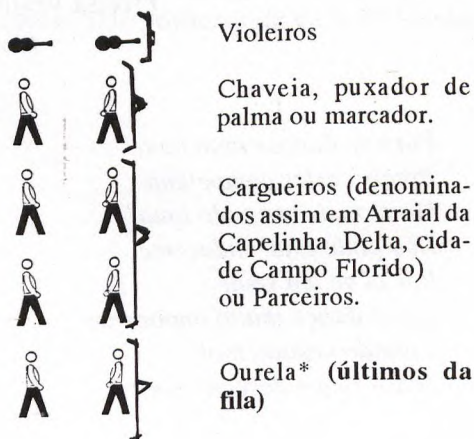 Violeiros
Chaveia, puxador de
palma ou marcador.
Cargueiros (denomina-
dos assim em Arraial da
Capelinha, Delta, cida-
de Campo Florido)
ou Parceiros.
Ourela* (últimos da
fila)